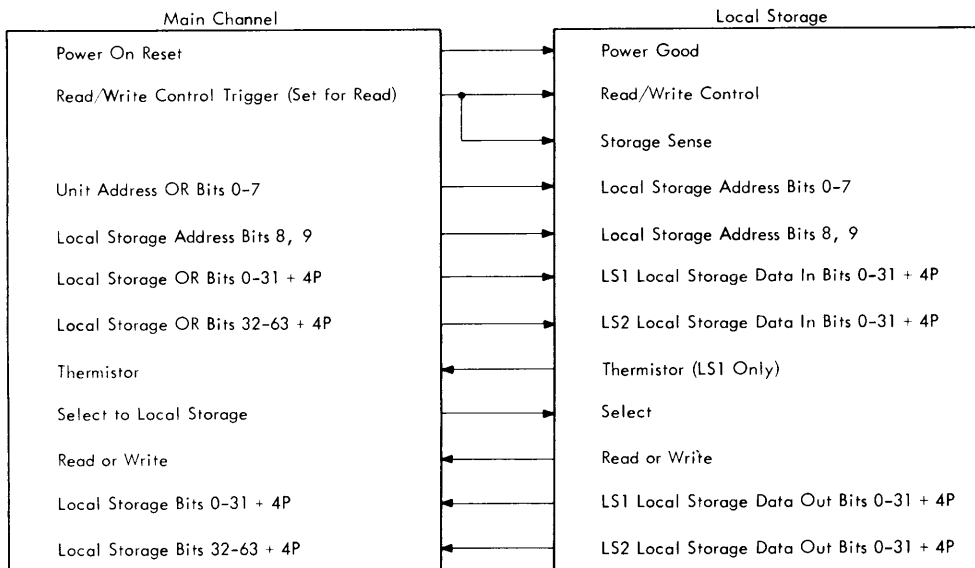 Main Channel Local Storage
Power On Reset Power Good
Read/Write Control Trigger (Set for Read) Read/Write Control
Storage Sense
Unit Address OR Bits 0-7 Local Storage Address Bits 0-7
Local Storage Address Bits 8, 9 Local Storage Address Bits 8, 9
Local Storage OR Bits 0-31 + 4P LS1 Local Storage Data In Bits 0-31 + 4P
Local Storage OR Bits 32-63 + 4P LS2 Local Storage Data In Bits 0-31 + 4P
Thermistor Thermistor (LS1 Only)
Select to Local Storage Select
Read or Write Read or Write
Local Storage Bits 0-31 + 4P LS1 Local Storage Data Out Bits 0-31 + 4P
Local Storage Bits 32-63 + 4P LS2 Local Storage Data Out Bits 0-31 + 4P